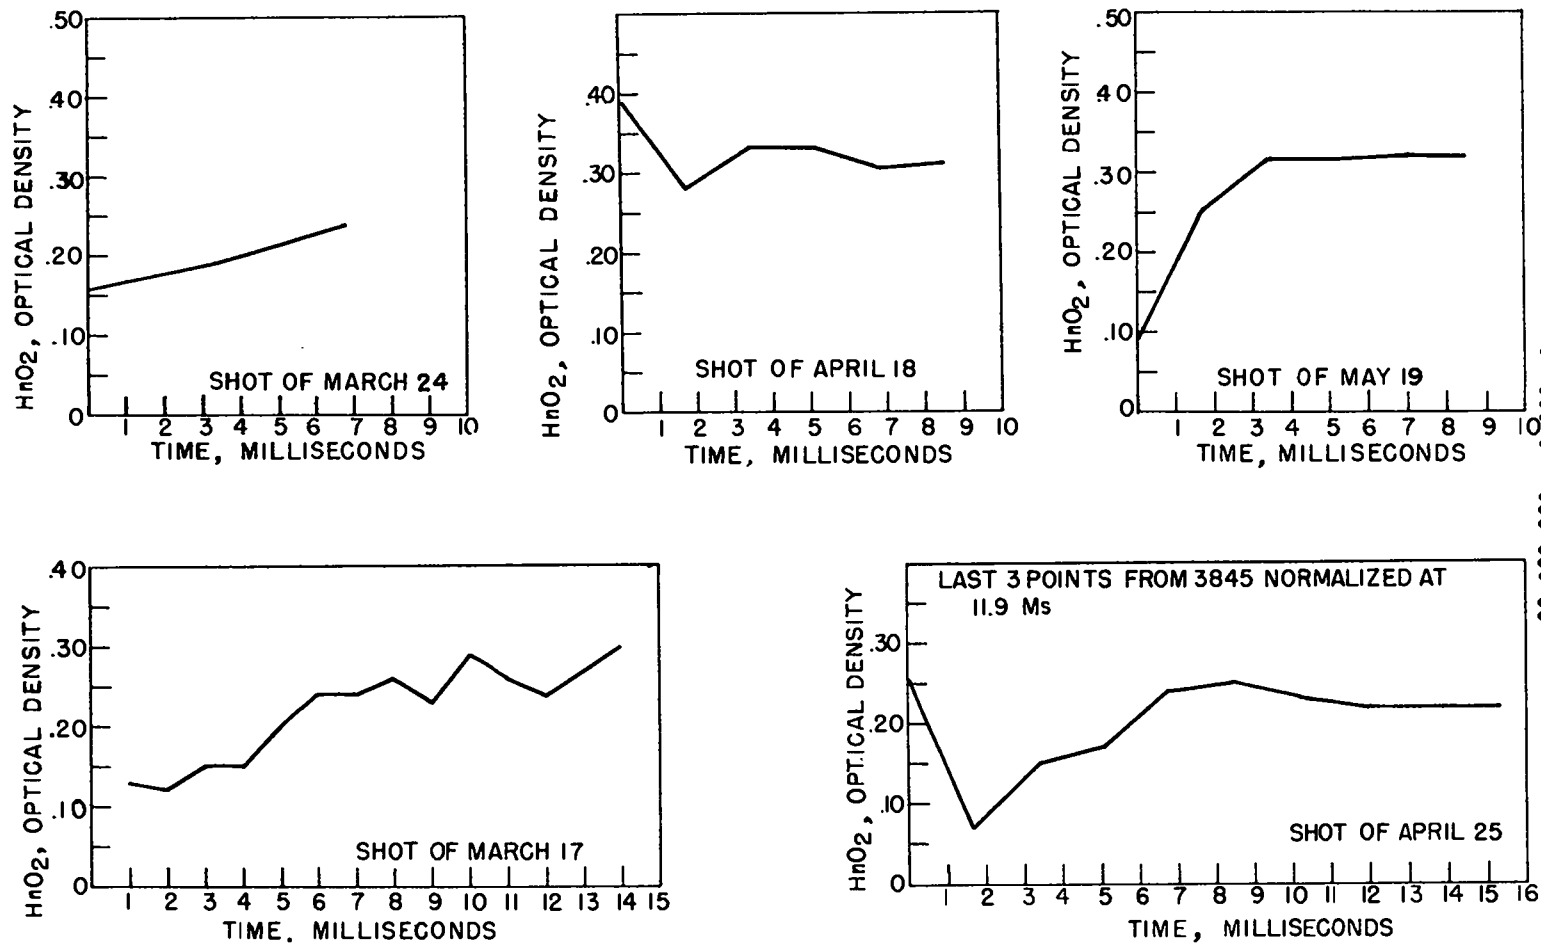 .50
.40
.30
.20
.10
0
HnO2, OPTICAL DENSITY
SHOT OF MARCH 24
1 2 3 4 5 6 7 8 9 10
TIME, MILLISECONDS
.40
.30
.20
.10
0
HnO2, OPTICAL DENSITY
SHOT OF APRIL 18
1 2 3 4 5 6 7 8 9 10
TIME, MILLISECONDS
.50
.40
.30
.20
.10
0
HnO2, OPTICAL DENSITY
SHOT OF MAY 19
1 2 3 4 5 6 7 8 9 10
TIME, MILLISECONDS
.40
.30
.20
.10
0
HnO2, OPTICAL DENSITY
SHOT OF MARCH 17
1 2 3 4 5 6 7 8 9 10 11 12 13 14 15
TIME. MILLISECONDS
LAST 3 POINTS FROM 3845 NORMALIZED AT
11.9 Ms
.30
.20
.10
0
HnO2, OPTICAL DENSITY
SHOT OF APRIL 25
1 2 3 4 5 6 7 8 9 10 11 12 13 14 15 16
TIME, MILLISECONDS